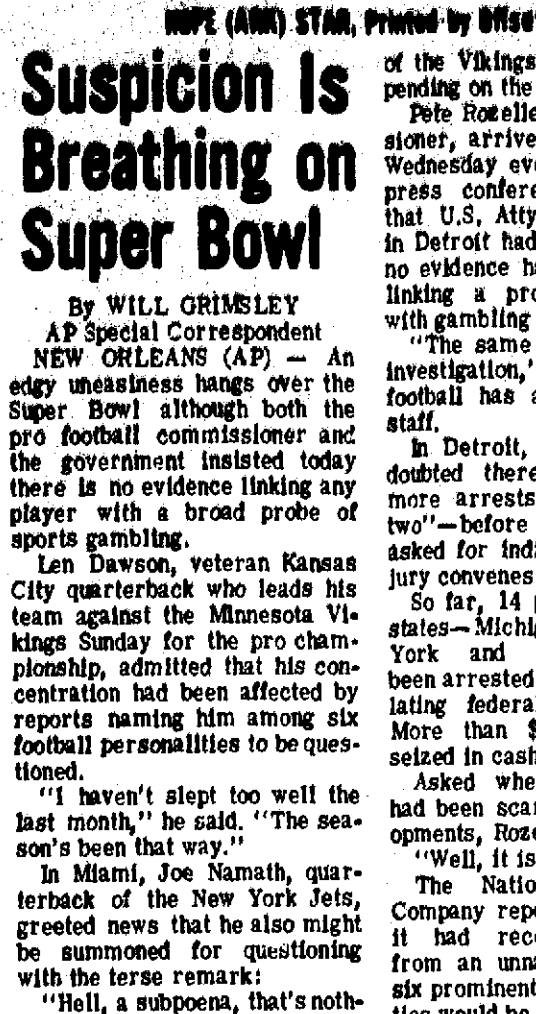 HOPE (ARK) STAR, Printed by Offset
Suspicion Is
Breathing on
Super Bowl
By WILL GRIMSLEY
AP Special Correspondent
NEW ORLEANS (AP) — An
edgy uneasiness hangs over the
Super Bowl although both the
pro football commissioner and
the government insisted today
there is no evidence linking any
player with a broad probe of
sports gambling.
Len Dawson, veteran Kansas
City quarterback who leads his
team against the Minnesota Vi-
kings Sunday for the pro cham-
pionship, admitted that his con-
centration had been affected by
reports naming him among six
football personalities to be ques-
tioned.
"I haven't slept too well the
last month," he said. "The sea-
son's been that way."
In Miami, Joe Namath, quar-
terback of the New York Jets,
greeted news that he also might
be summoned for questioning
with the terse remark:
"Hell, a subpoena, that's noth-
of the Vikings
pending on the
Pete Rozelle
sioner, arrive
Wednesday eve
press confere
that U.S. Atty
in Detroit had
no evidence ha
linking a pro
with gambling
"The same
investigation,'
football has a
staff.
In Detroit,
doubted there
more arrests
two"—before
asked for indi
jury convenes
So far, 14 p
states—Michig
York and
been arrested
lating federal
More than $
seized in cash
Asked whe
had been scar
opments, Roze
"Well, it is
The Natio
Company repo
it had rece
from an unna
six prominent
ties would be